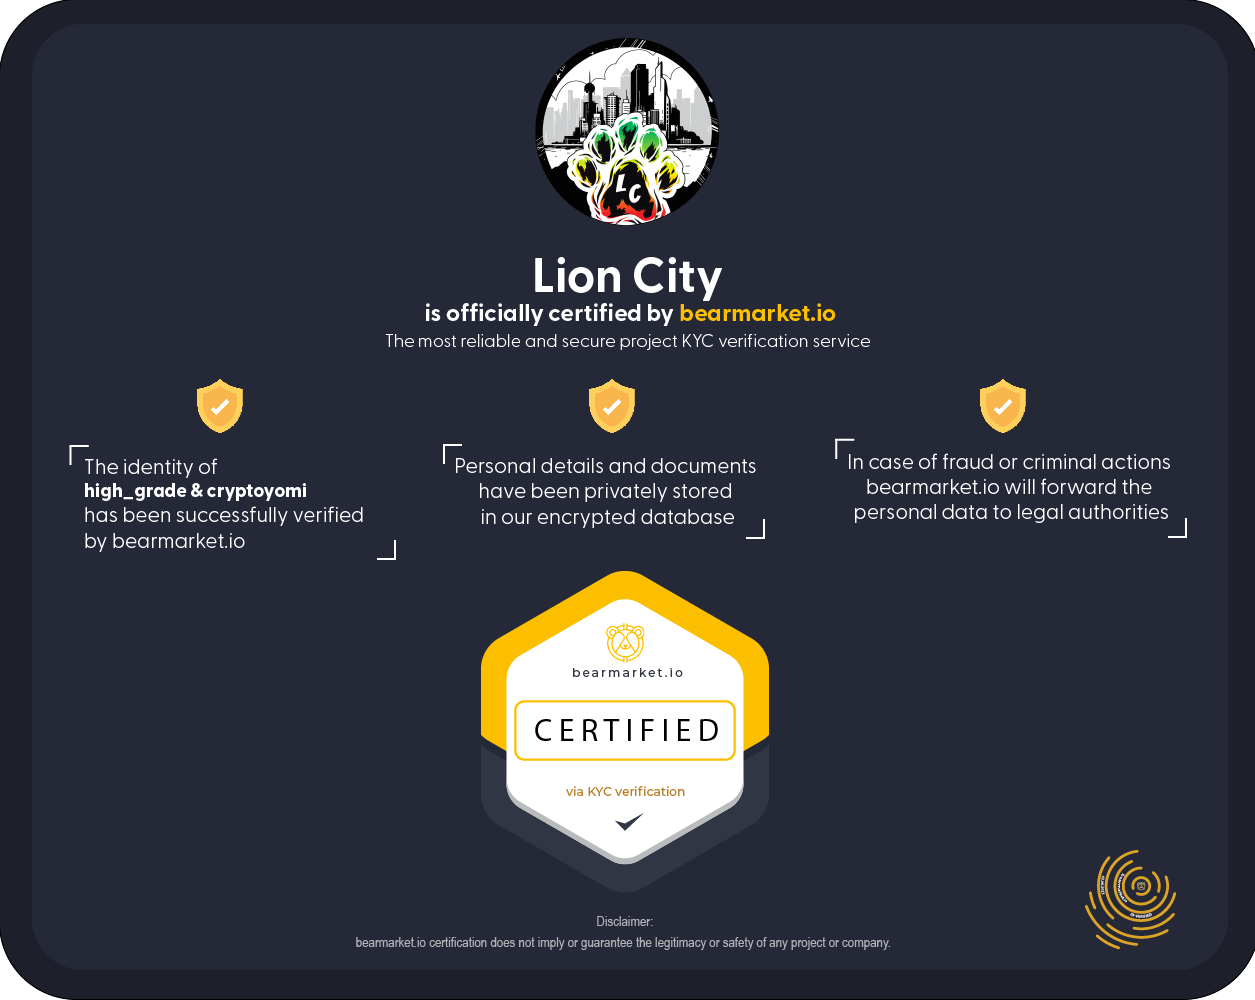 L C
Lion City
is officially certified by bearmarket.io
The most reliable and secure project KYC verification service
The identity of
high_grade & cryptoyomi
has been successfully verified
by bearmarket.io
Personal details and documents
have been privately stored
in our encrypted database
In case of fraud or criminal actions
bearmarket.io will forward the
personal data to legal authorities
bearmarket.io
CERTIFIED
via KYC verification
Disclaimer:
bearmarket.io certification does not imply or guarantee the legitimacy or safety of any project or company.